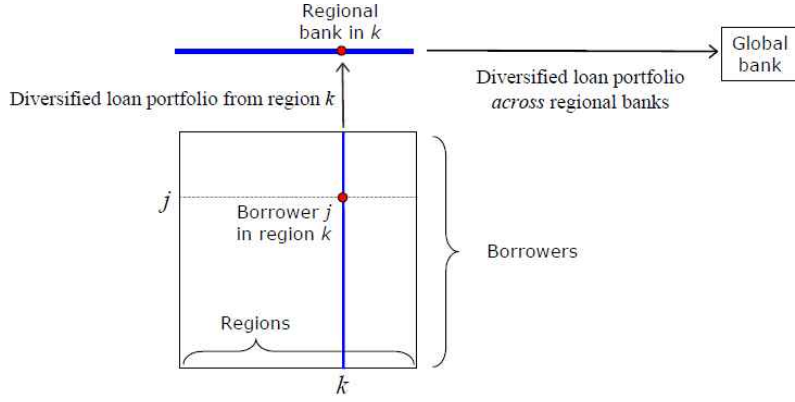 Regional
bank in k
Global
bank
Diversified loan portfolio from region k
Diversified loan portfolio
across regional banks
j
Borrower j
in region k
Borrowers
Regions
k